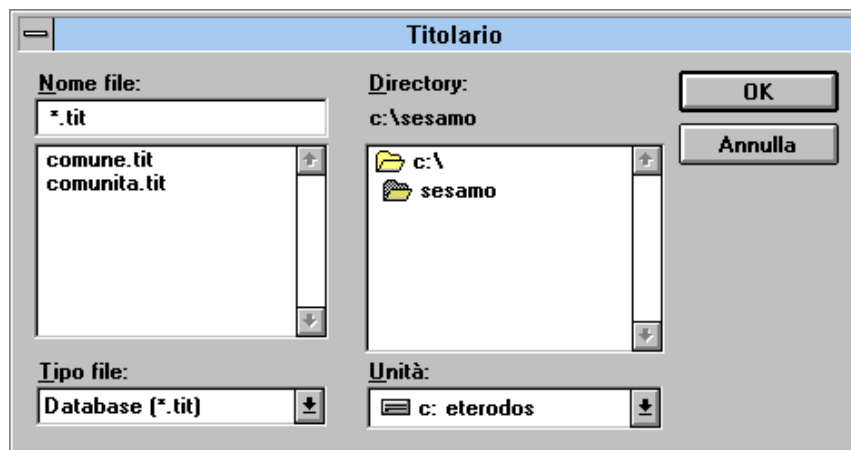 Titolario
Nome file:
*.tit
comune.tit
comunita.tit
Tipo file:
Database (*.tit)
Directory:
c:\sesamo
c:\
sesamo
Unità:
c: eterodos
OK
Annulla